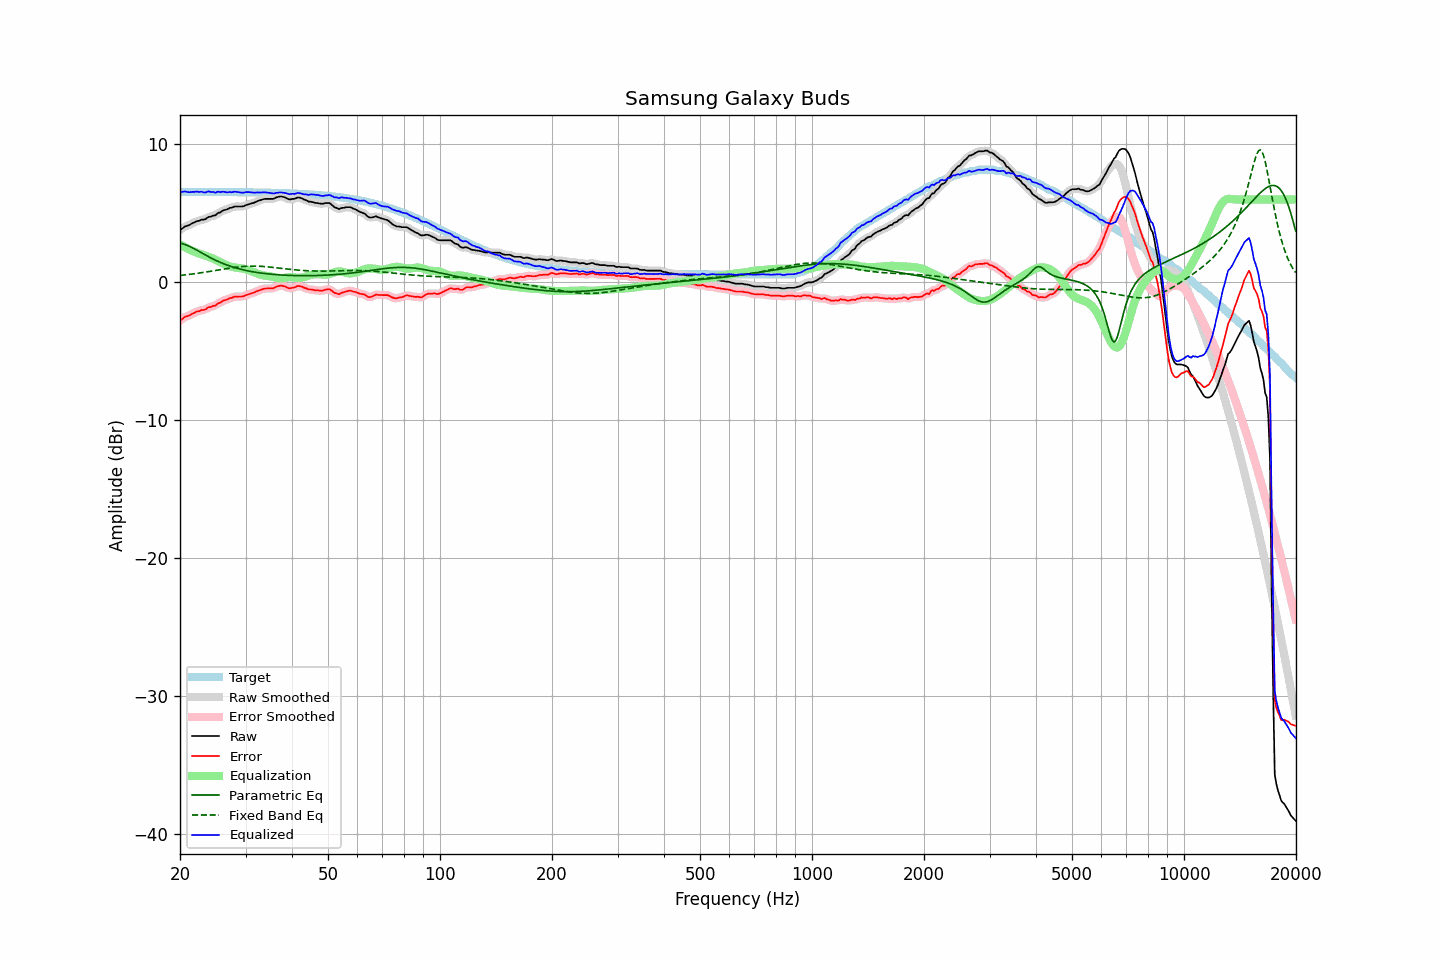 Samsung Galaxy Buds
10
0
−10
−20
−30
−40
Amplitude (dBr)
Target
Raw Smoothed
Error Smoothed
Raw
Error
Equalization
Parametric Eq
Fixed Band Eq
Equalized
20 50 100 200 500 1000 2000 5000 10000 20000
Frequency (Hz)